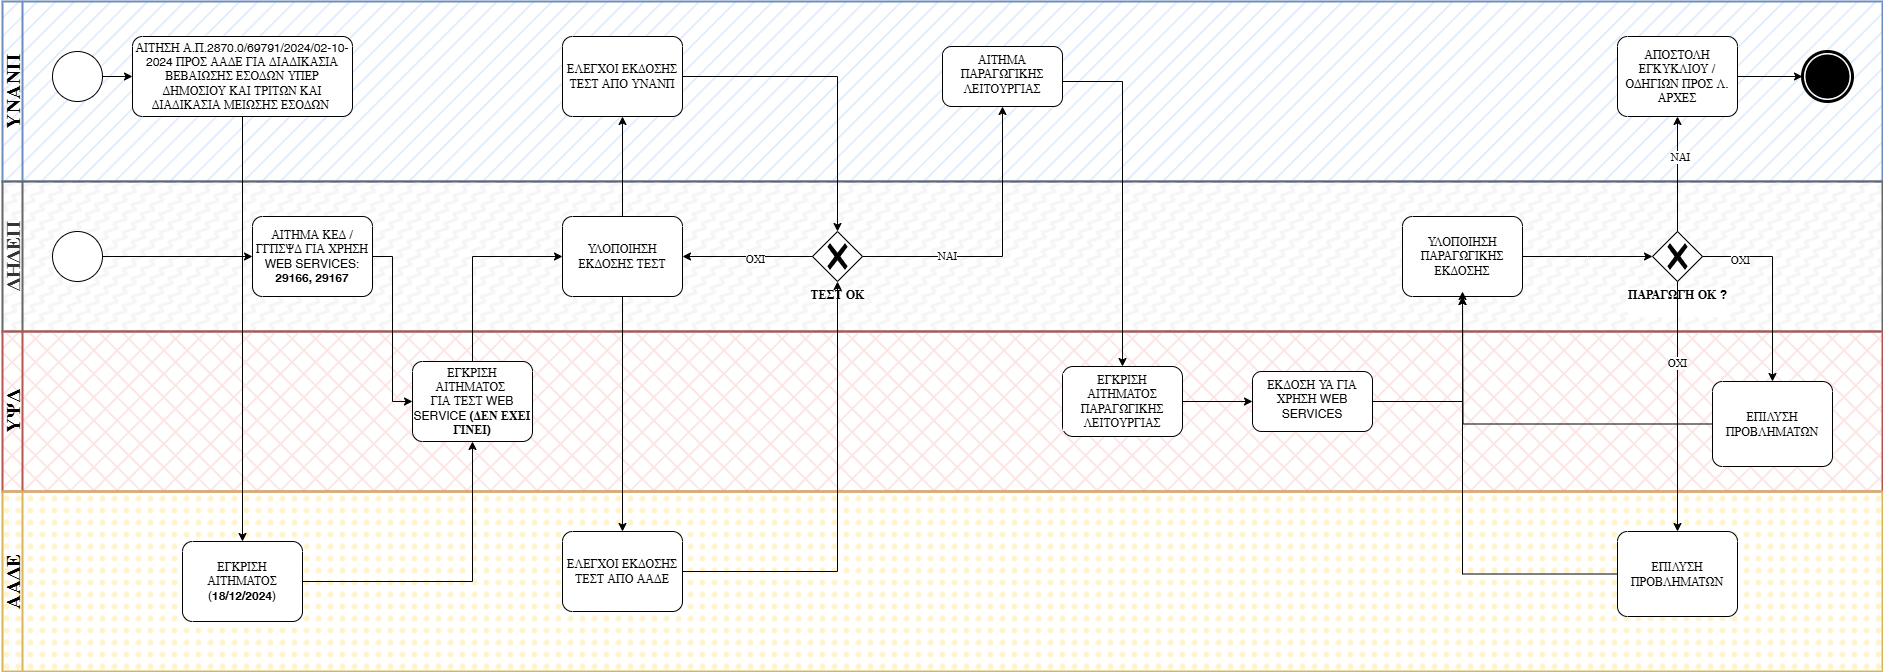 ΥΝΑΝΠ
ΑΙΤΗΣΗ Α.Π.2870.0/69791/2024/02-10-
2024 ΠΡΟΣ ΑΑΔΕ ΓΙΑ ΔΙΑΔΙΚΑΣΙΑ
ΒΕΒΑΙΩΣΗΣ ΕΣΟΔΩΝ ΥΠΕΡ
ΔΗΜΟΣΙΟΥ ΚΑΙ ΤΡΙΤΩΝ ΚΑΙ
ΔΙΑΔΙΚΑΣΙΑ ΜΕΙΩΣΗΣ ΕΣΟΔΩΝ
ΕΛΕΓΧΟΙ ΕΚΔΟΣΗΣ
ΤΕΣΤ ΑΠΟ ΥΝΑΝΠ
ΑΙΤΗΜΑ
ΠΑΡΑΓΩΓΙΚΗΣ
ΛΕΙΤΟΥΡΓΙΑΣ
ΑΠΟΣΤΟΛΗ
ΕΓΚΥΚΛΙΟΥ /
ΟΔΗΓΙΩΝ ΠΡΟΣ Λ.
ΑΡΧΕΣ
ΝΑΙ
ΔΗΛΕΠ
ΑΙΤΗΜΑ ΚΕΔ /
ΓΓΠΣΨΔ ΓΙΑ ΧΡΗΣΗ
WEB SERVICES:
29166, 29167
ΥΛΟΠΟΙΗΣΗ
ΕΚΔΟΣΗΣ ΤΕΣΤ
ΟΧΙ
ΤΕΣΤ ΟΚ
ΝΑΙ
ΥΛΟΠΟΙΗΣΗ
ΠΑΡΑΓΩΓΙΚΗΣ
ΕΚΔΟΣΗΣ
ΠΑΡΑΓΩΓΗ ΟΚ ?
ΟΧΙ
ΥΨΔ
ΕΓΚΡΙΣΗ
ΑΙΤΗΜΑΤΟΣ
ΓΙΑ ΤΕΣΤ WEB
SERVICE (ΔΕΝ ΕΧΕΙ
ΓΙΝΕΙ)
ΕΓΚΡΙΣΗ
ΑΙΤΗΜΑΤΟΣ
ΠΑΡΑΓΩΓΙΚΗΣ
ΛΕΙΤΟΥΡΓΙΑΣ
ΕΚΔΟΣΗ ΥΑ ΓΙΑ
ΧΡΗΣΗ WEB
SERVICES
ΟΧΙ
ΕΠΙΛΥΣΗ
ΠΡΟΒΛΗΜΑΤΩΝ
ΑΑΔΕ
ΕΓΚΡΙΣΗ
ΑΙΤΗΜΑΤΟΣ
(18/12/2024)
ΕΛΕΓΧΟΙ ΕΚΔΟΣΗΣ
ΤΕΣΤ ΑΠΟ ΑΑΔΕ
ΕΠΙΛΥΣΗ
ΠΡΟΒΛΗΜΑΤΩΝ